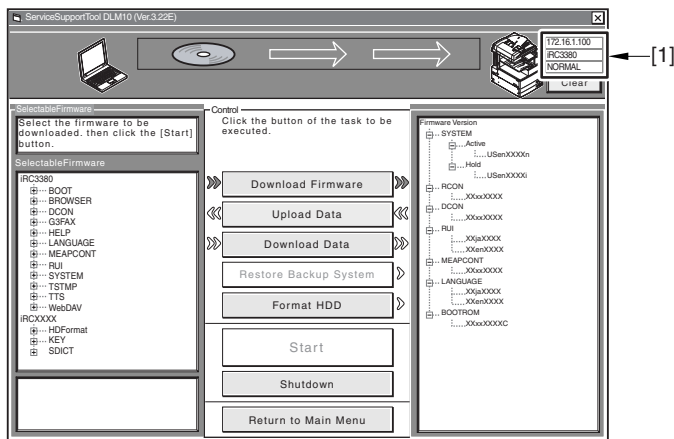 ServiceSupportTool DLM10 (Ver.3.22E)
172.16.1.100
iRC3380
NORMAL
[1]
Clear
SelectableFirmware
Select the firmware to be
downloaded. then click the [Start]
button.
SelectableFirmware
iRC3380
BOOT
BROWSER
DCON
G3FAX
HELP
LANGUAGE
MEAPCONT
RUI
SYSTEM
TSTMP
TTS
WebDAV
iRCXXXX
HDFormat
KEY
SDICT
Control
Click the button of the task to be
executed.
Download Firmware
Upload Data
Download Data
Restore Backup System
Format HDD
Start
Shutdown
Return to Main Menu
Firmware Version
SYSTEM
Active
USenXXXXn
Hold
USenXXXXi
RCON
XXxxXXXX
DCON
XXxxXXXX
RUI
XXjaXXXX
XXenXXXX
MEAPCONT
XXxxXXXX
LANGUAGE
XXjaXXXX
XXenXXXX
BOOTROM
XXxxXXXXC